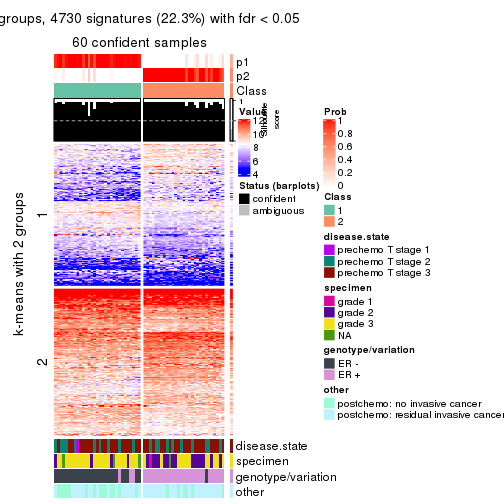 groups, 4730 signatures (22.3%) with fdr < 0.05
60 confident samples
p1
p2
Class
1
Silhouette
score
Value
12
8
6
4
Status (barplots)
confident
ambiguous
Prob
1
0.8
0.6
0.4
0.2
0
Class
1
2
disease.state
prechemo T stage 1
prechemo T stage 2
prechemo T stage 3
specimen
grade 1
grade 2
grade 3
NA
genotype/variation
ER -
ER +
other
postchemo: no invasive cancer
postchemo: residual invasive cancer
k-means with 2 groups
1
2
disease.state
specimen
genotype/variation
other